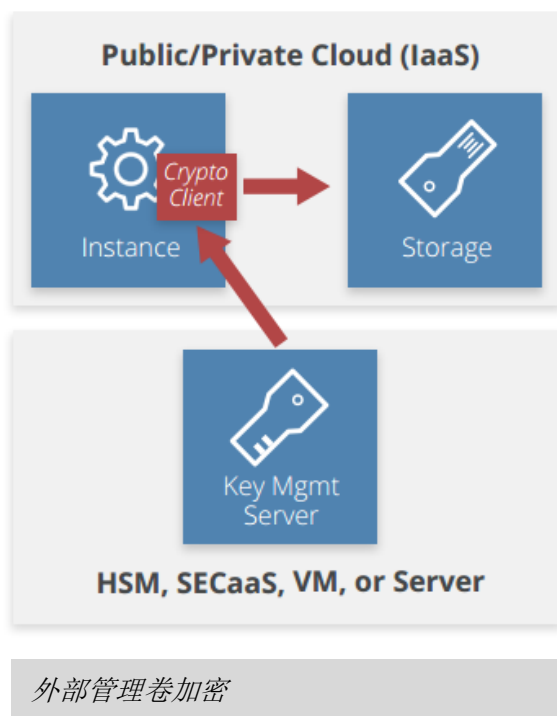 Public/Private Cloud (IaaS)
Crypto
Client
Instance
Storage
Key Mgmt
Server
HSM, SECaaS, VM, or Server
外部管理卷加密